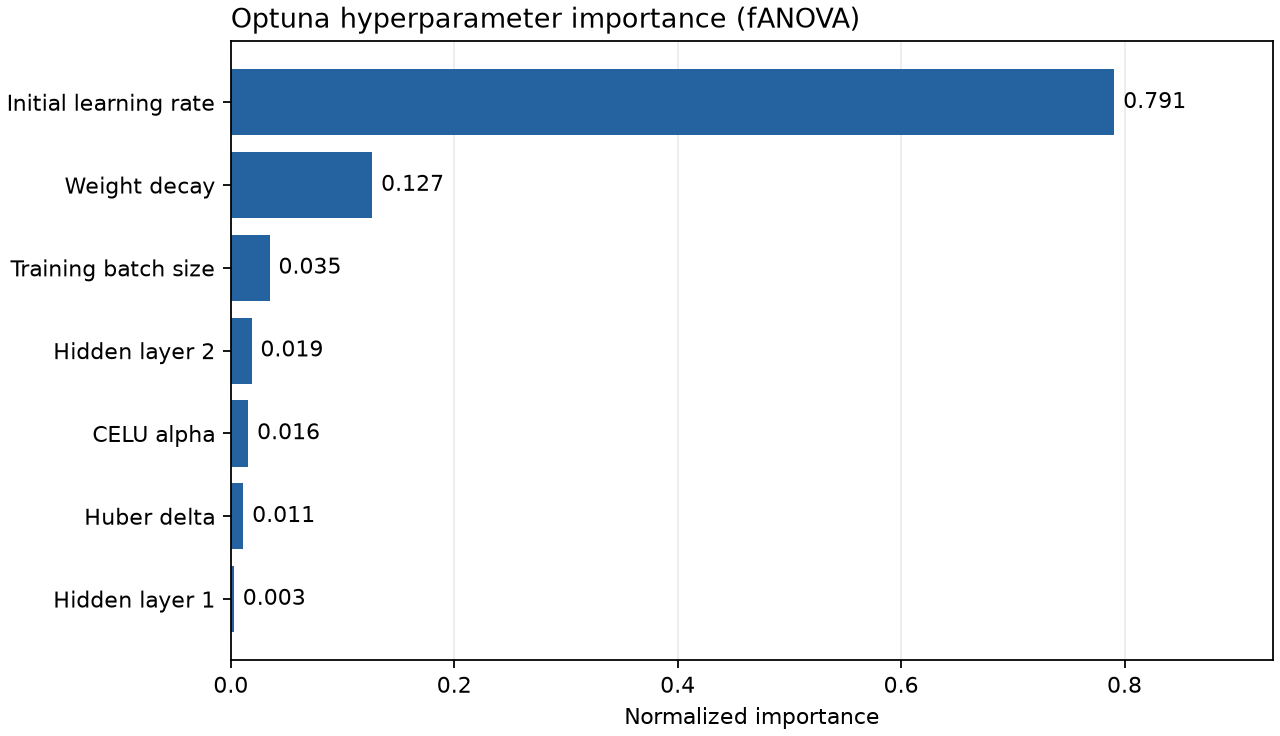 Optuna hyperparameter importance (fANOVA)
Initial learning rate 0.791
Weight decay 0.127
Training batch size 0.035
Hidden layer 2 0.019
CELU alpha 0.016
Huber delta 0.011
Hidden layer 1 0.003
0.0 0.2 0.4 0.6 0.8
Normalized importance